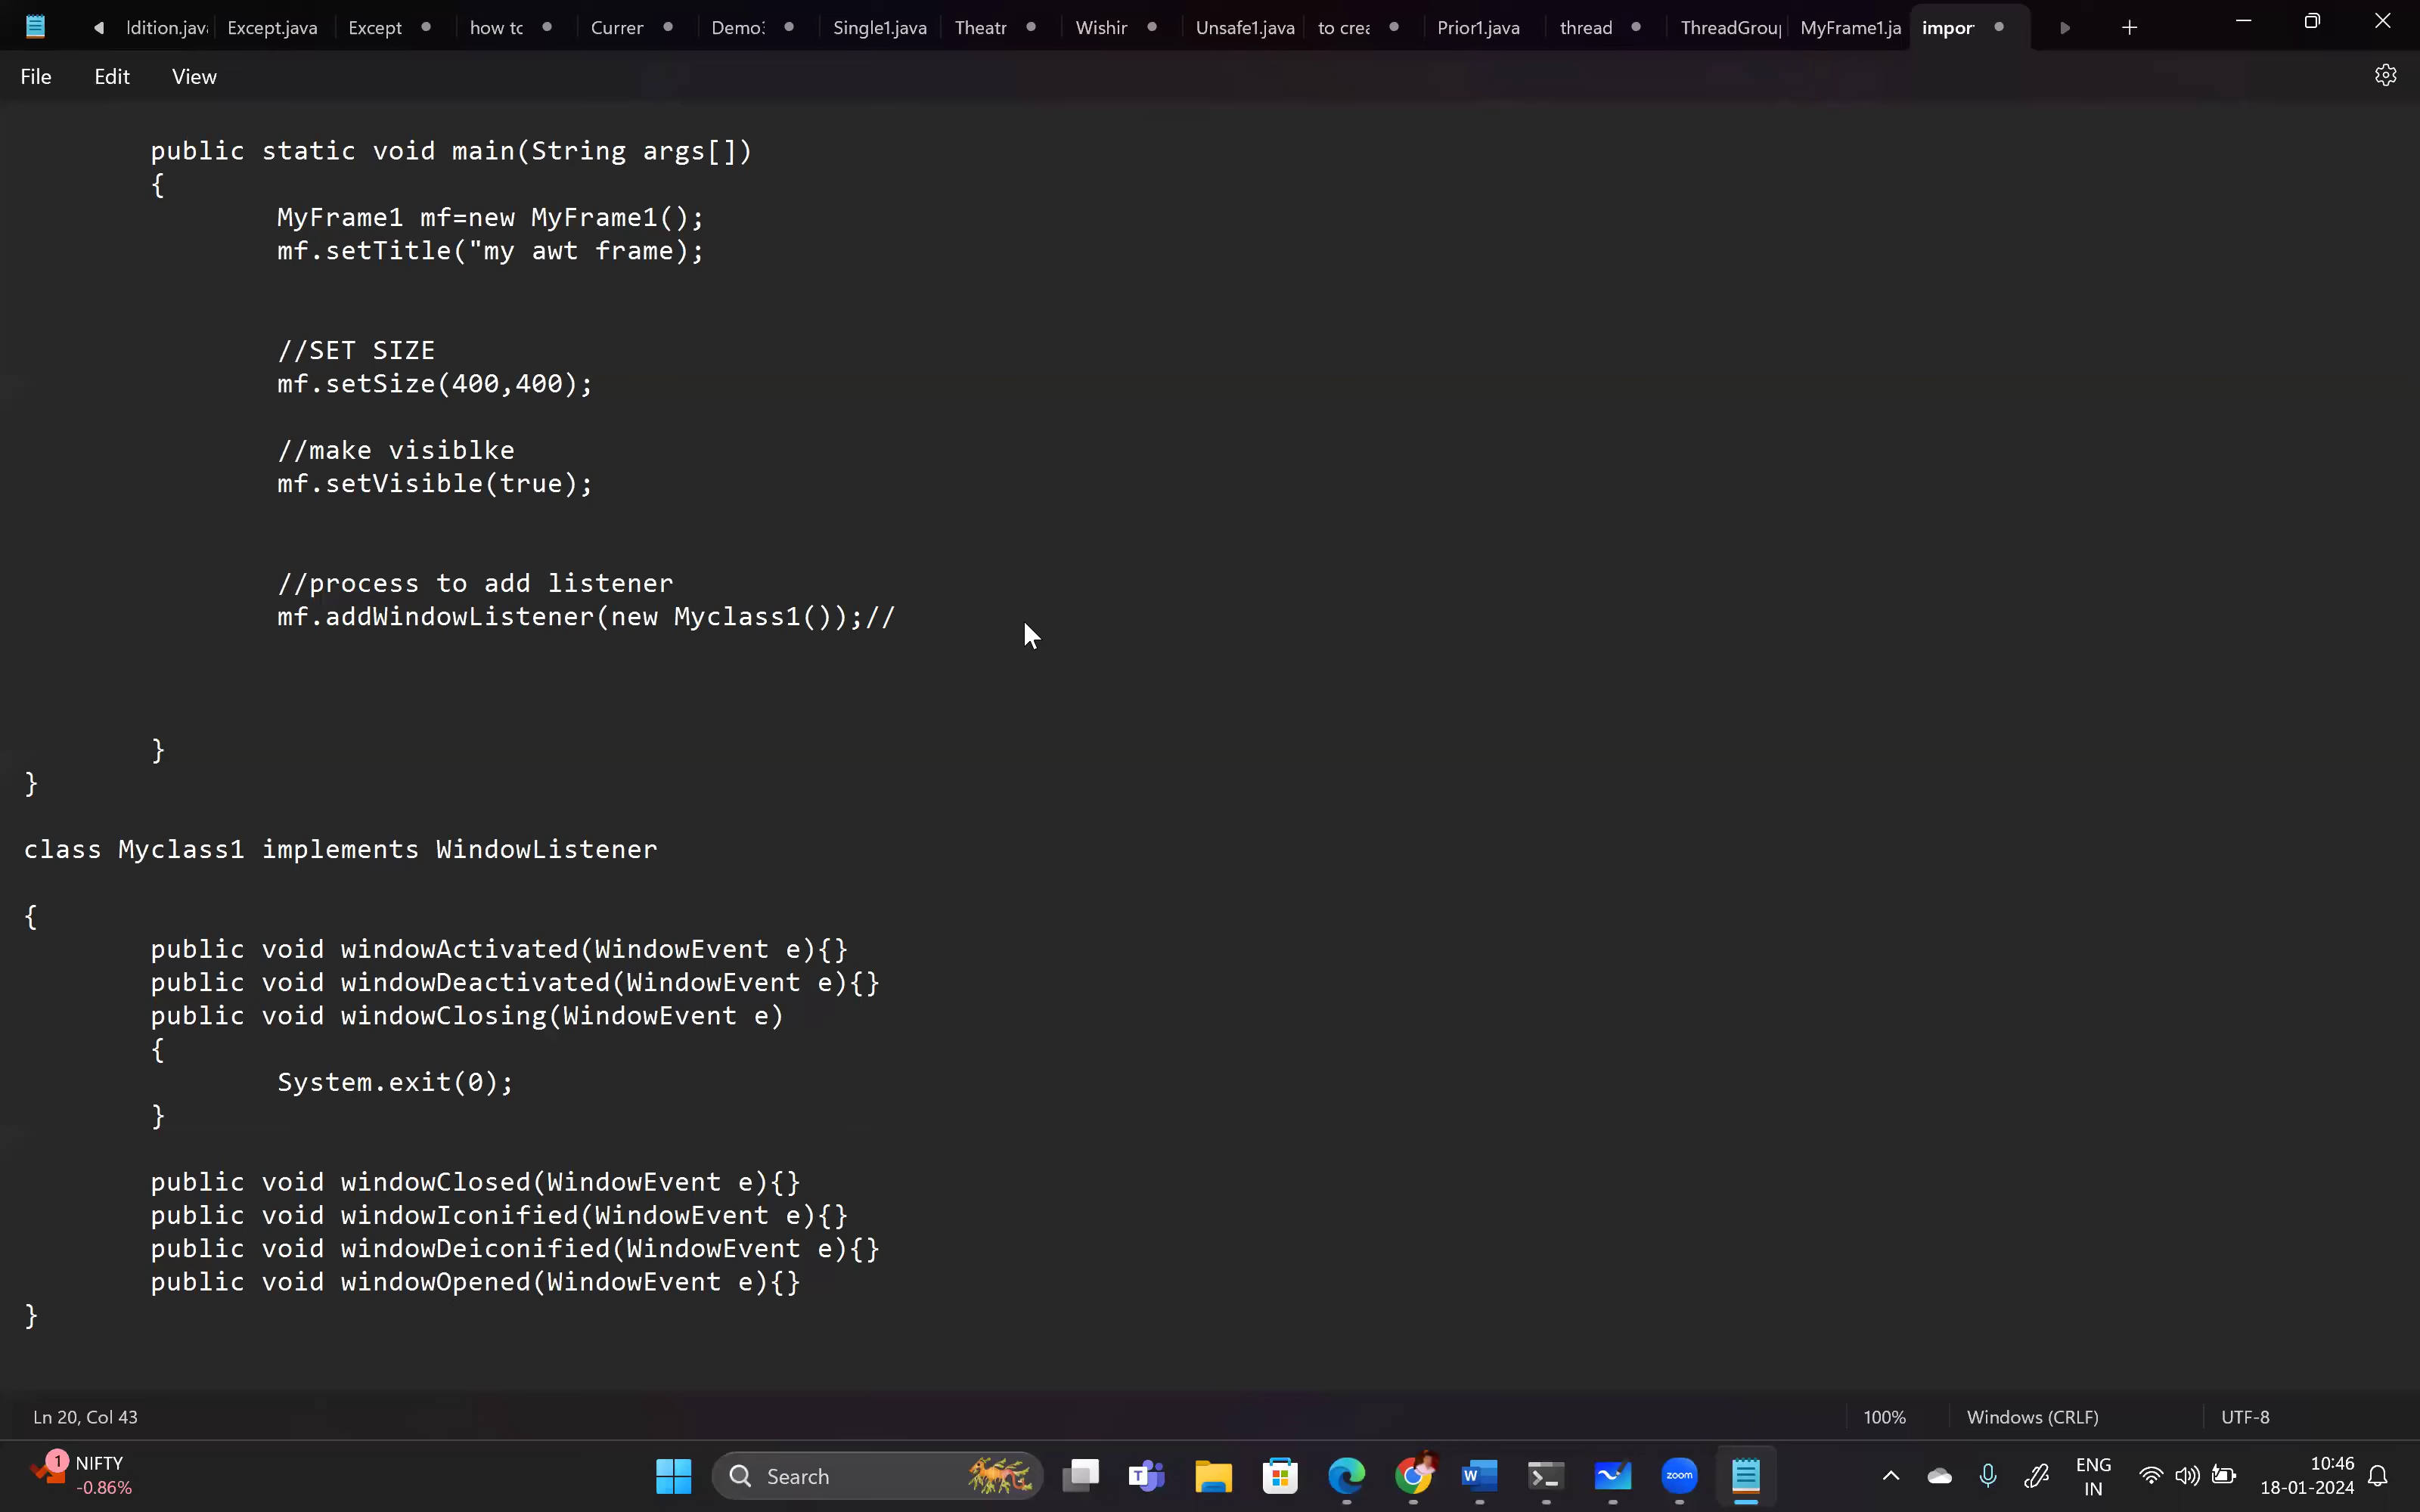 ldition.java Except.java Except how to Currer Demo: Single1.java Theatr Wishir Unsafe1.java to crea Prior1.java thread ThreadGrou MyFrame1.ja impor
File Edit View
public static void main(String args[])
{
MyFrame1 mf=new MyFrame1();
mf.setTitle("my awt frame);
//SET SIZE
mf.setSize(400,400);
//make visiblke
mf.setVisible(true);
//process to add listener
mf.addWindowListener(new Myclass1());//
}
}
class Myclass1 implements WindowListener
{
public void windowActivated(WindowEvent e){}
public void windowDeactivated(WindowEvent e){}
public void windowClosing(WindowEvent e)
{
System.exit(0);
}
public void windowClosed(WindowEvent e){}
public void windowIconified(WindowEvent e){}
public void windowDeiconified(WindowEvent e){}
public void windowOpened(WindowEvent e){}
}
Ln 20, Col 43 100% Windows (CRLF) UTF-8
1 NIFTY
-0.86%
Search
zoom
ENG
IN
10:46
18-01-2024